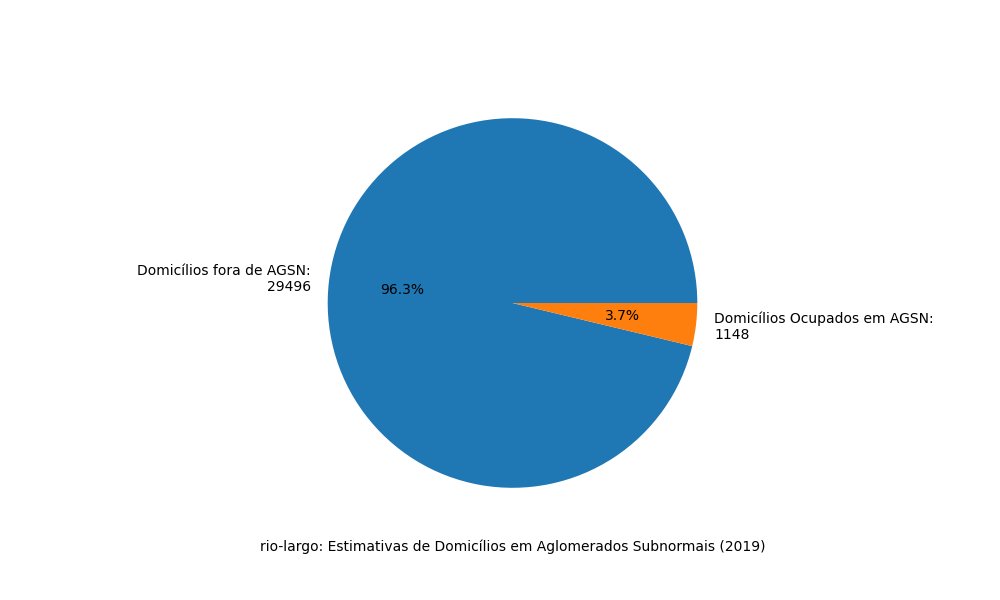 Domicílios fora de AGSN:
29496
96.3%
3.7%
Domicílios Ocupados em AGSN:
1148
rio-largo: Estimativas de Domicílios em Aglomerados Subnormais (2019)